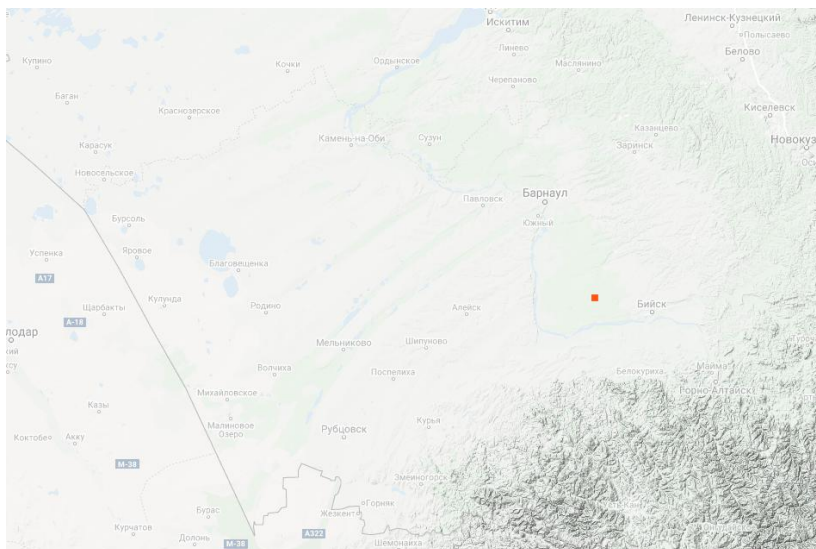 Искитим
Ленинск-Кузнецкий
Линево
Полысаево
Белово
Купино
Кочки
Ордынское
Маслянино
Черепаново
Баган
Краснозёрское
Киселевск
Казанцево
Новокуз
Карасук
Камень-на-Оби
Сузун
Заринск
Новосельское
Барнаул
Павловск
Южный
Бурсоль
Успенка
Яровое
Благовещенка
А17
Щарбакты
Кулунда
Родино
Алейск
Бийск
А-18
лодар
Мельниково
Шипуново
Волчиха
Поспелиха
Белокуриха
Майма
Горно-Алтайск
Михайловское
Казы
Малиновое
Озеро
Рубцовск
Курья
Коктобе
Акку
М-38
Змеиногорск
Горняк
Бурас
Жезкент
Курчатов
Долонь
М-38
А322
Шемонаиха